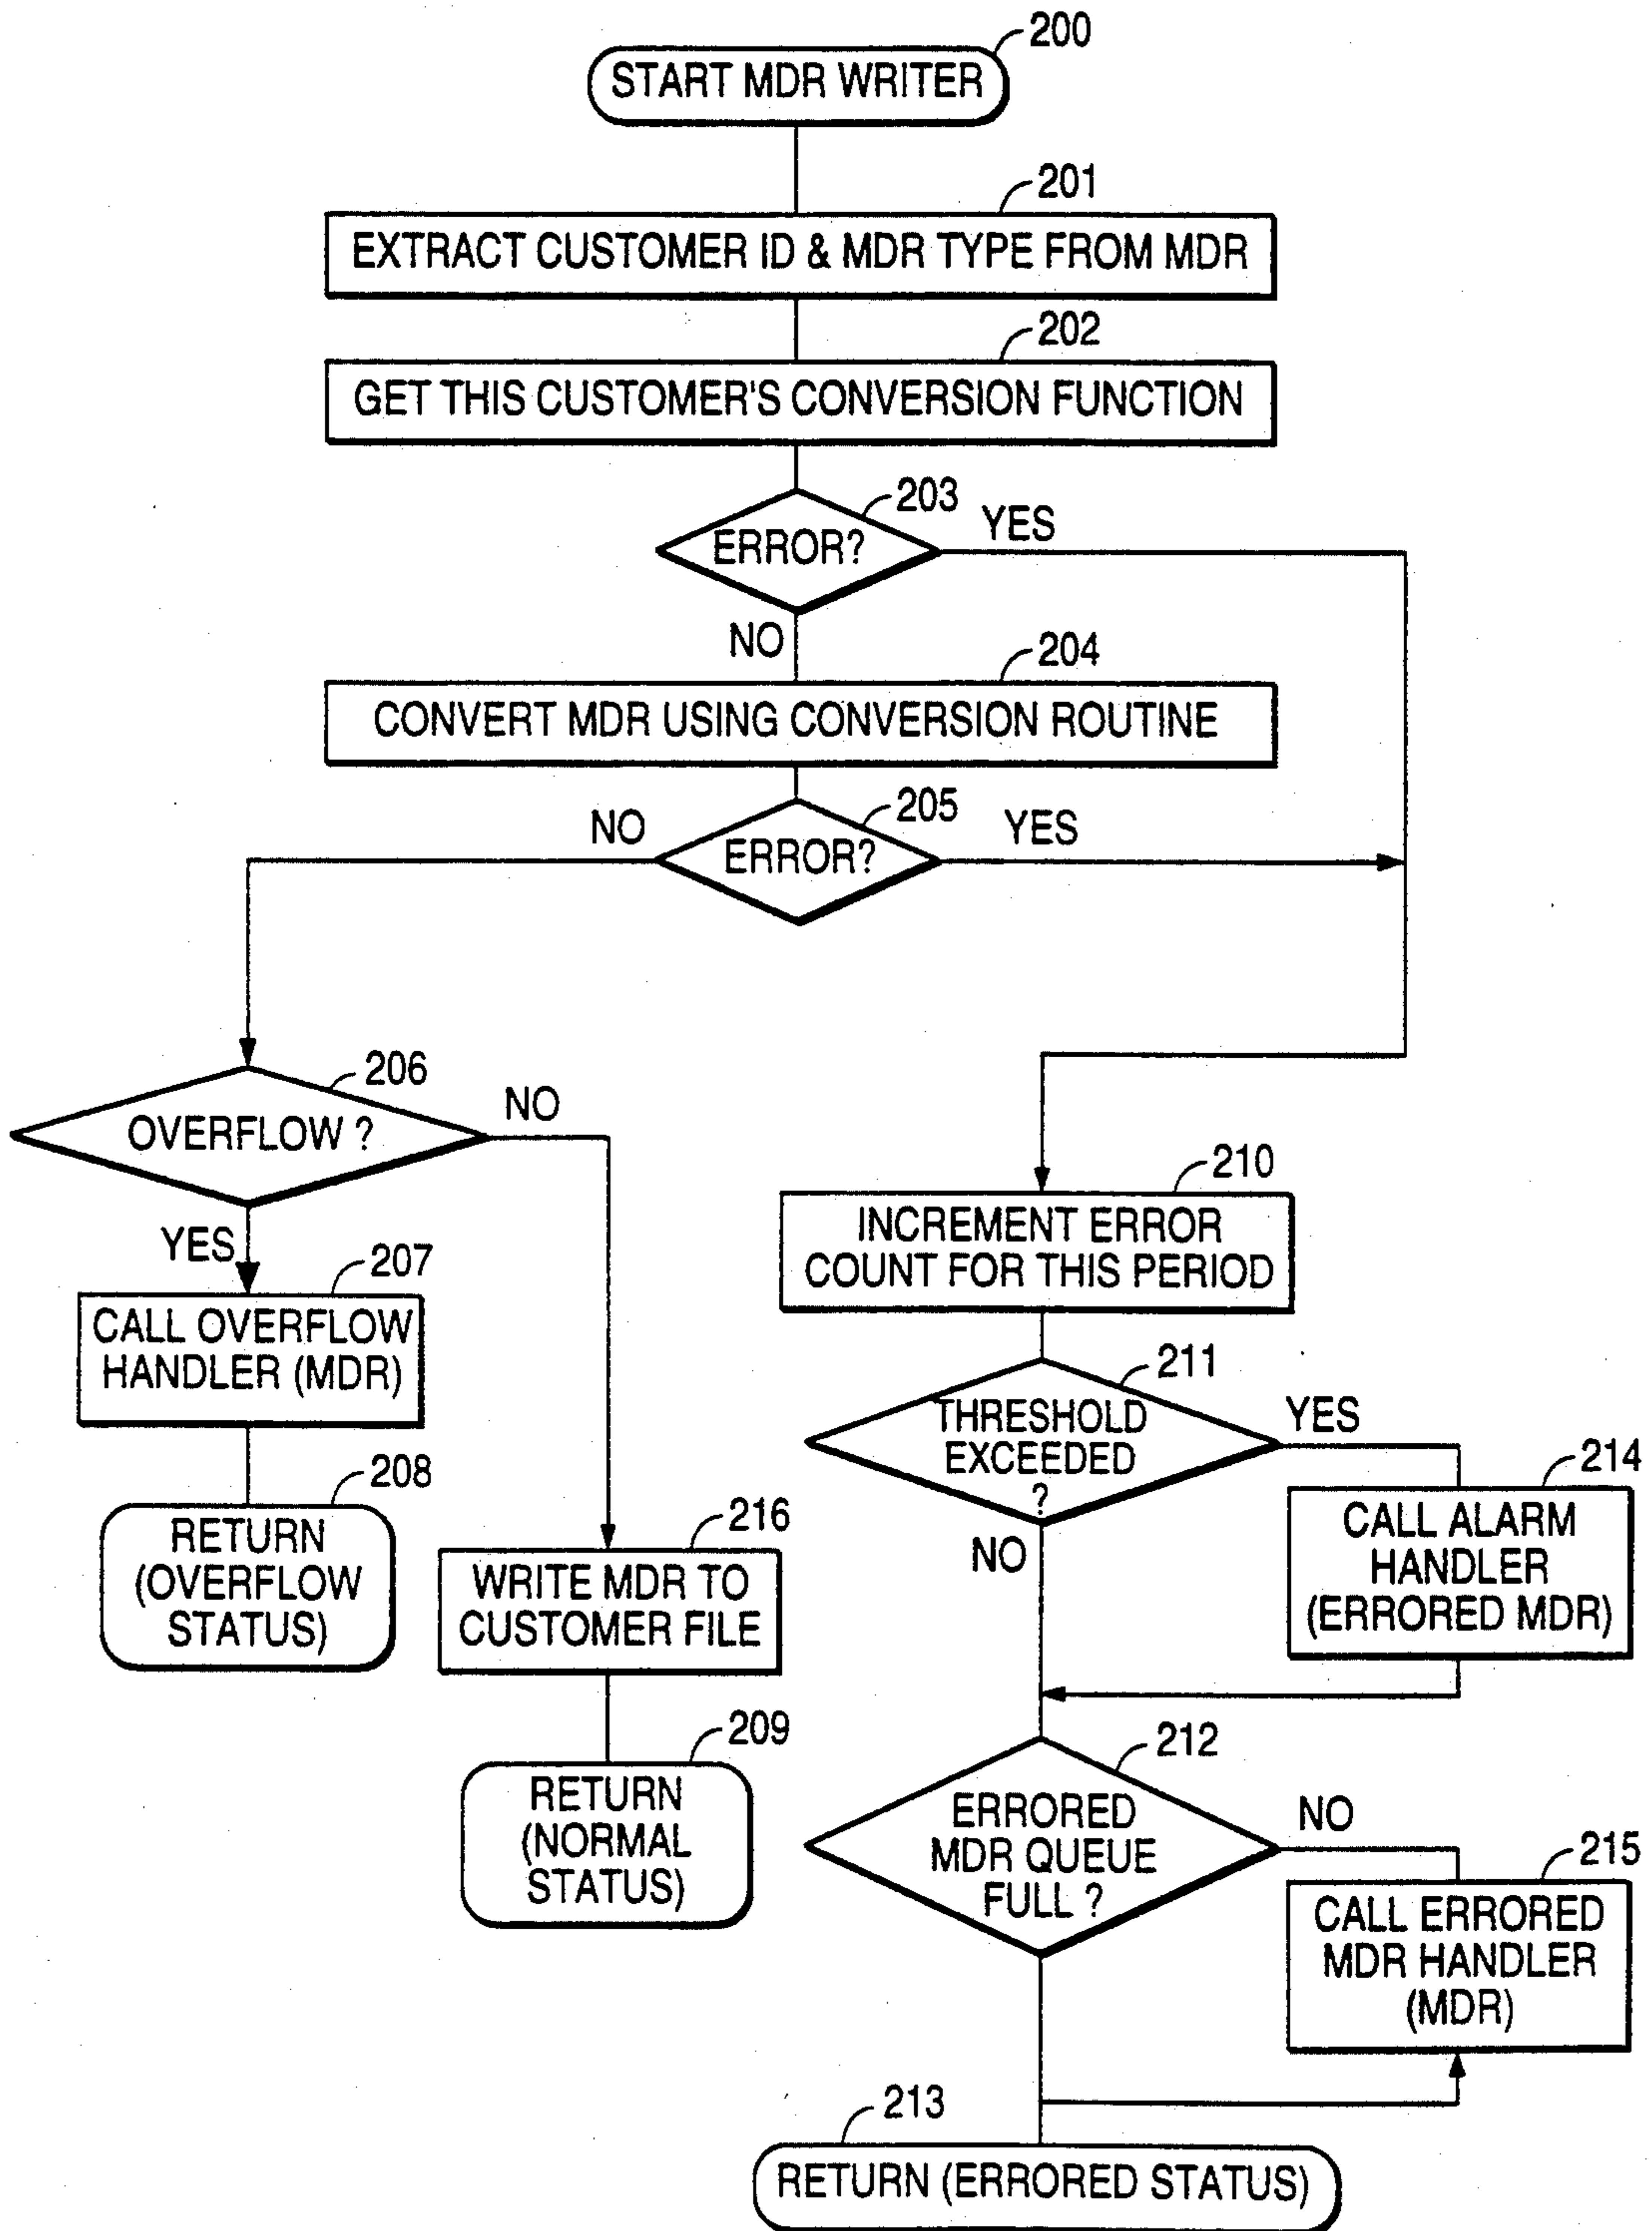 200
START MDR WRITER
201
EXTRACT CUSTOMER ID & MDR TYPE FROM MDR
202
GET THIS CUSTOMER'S CONVERSION FUNCTION
203
ERROR?
YES
NO
204
CONVERT MDR USING CONVERSION ROUTINE
205
NO
ERROR?
YES
206
OVERFLOW ?
NO
YES
207
CALL OVERFLOW
HANDLER (MDR)
208
RETURN
(OVERFLOW
STATUS)
216
WRITE MDR TO
CUSTOMER FILE
209
RETURN
(NORMAL
STATUS)
210
INCREMENT ERROR
COUNT FOR THIS PERIOD
211
THRESHOLD
EXCEEDED
?
YES
NO
214
CALL ALARM
HANDLER
(ERRORED MDR)
212
ERRORED
MDR QUEUE
FULL ?
NO
215
CALL ERRORED
MDR HANDLER
(MDR)
213
RETURN (ERRORED STATUS)